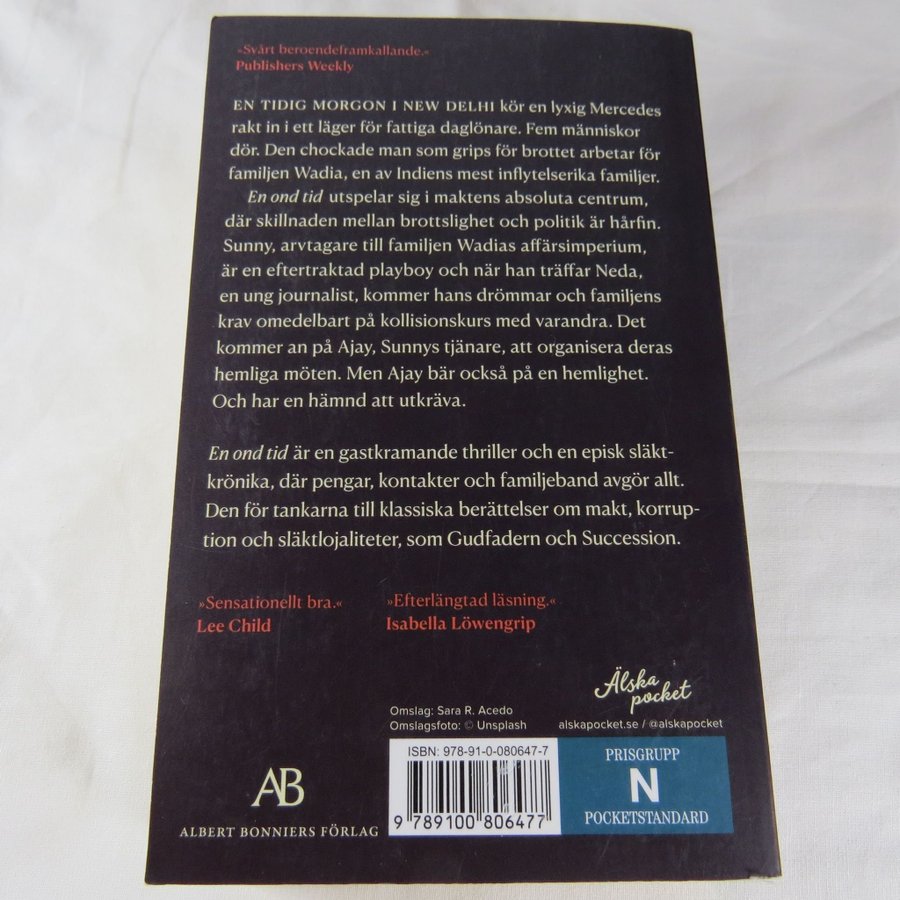 »Svårt beroendeframkallande.«
Publishers Weekly
EN TIDIG MORGON I NEW DELHI kör en lyxig Mercedes
rakt in i ett läger för fattiga daglönare. Fem människor
dör. Den chockade man som grips för brottet arbetar för
familjen Wadia, en av Indiens mest inflytelserika familjer.
En ond tid utspelar sig i maktens absoluta centrum,
där skillnaden mellan brottslighet och politik är hårfin.
Sunny, arvtagare till familjen Wadias affärsimperium,
är en eftertraktad playboy och när han träffar Neda,
en ung journalist, kommer hans drömmar och familjens
krav omedelbart på kollisionskurs med varandra. Det
kommer an på Ajay, Sunnys tjänare, att organisera deras
hemliga möten. Men Ajay bär också på en hemlighet.
Och har en hämnd att utkräva.
En ond tid är en gastkramande thriller och en episk släkt-
krönika, där pengar, kontakter och familjeband avgör allt.
Den för tankarna till klassiska berättelser om makt, korrup-
tion och släktlojaliteter, som Gudfadern och Succession.
»Sensationellt bra.«
Lee Child
»Efterlängtad läsning.«
Isabella Löwengrip
Älska
pocket
alskapocket.se / @alskapocket
Omslag: Sara R. Acedo
Omslagsfoto: © Unsplash
ISBN: 978-91-0-080647-7
9 789100 806477
PRISGRUPP
N
POCKETSTANDARD
AB
ALBERT BONNIERS FÖRLAG